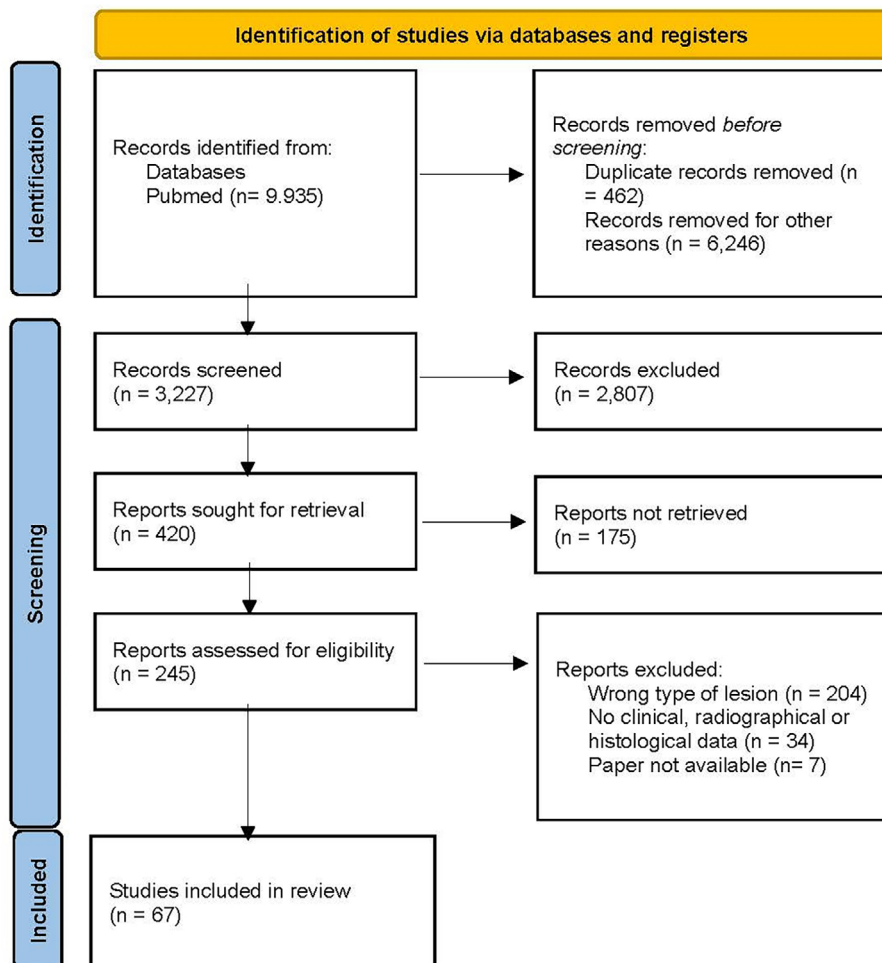 Identification of studies via databases and registers
Identification
Records identified from:
Databases
Pubmed (n= 9.935)
Records removed before
screening:
Duplicate records removed (n
= 462)
Records removed for other
reasons (n = 6,246)
Screening
Records screened
(n = 3,227)
Records excluded
(n = 2,807)
Reports sought for retrieval
(n = 420)
Reports not retrieved
(n = 175)
Reports assessed for eligibility
(n = 245)
Reports excluded:
Wrong type of lesion (n = 204)
No clinical, radiographical or
histological data (n = 34)
Paper not available (n= 7)
Included
Studies included in review
(n = 67)